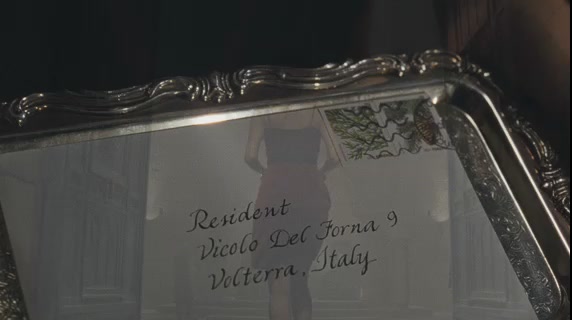 Resident
Vicolo Del Forna 9
Volterra, Italy